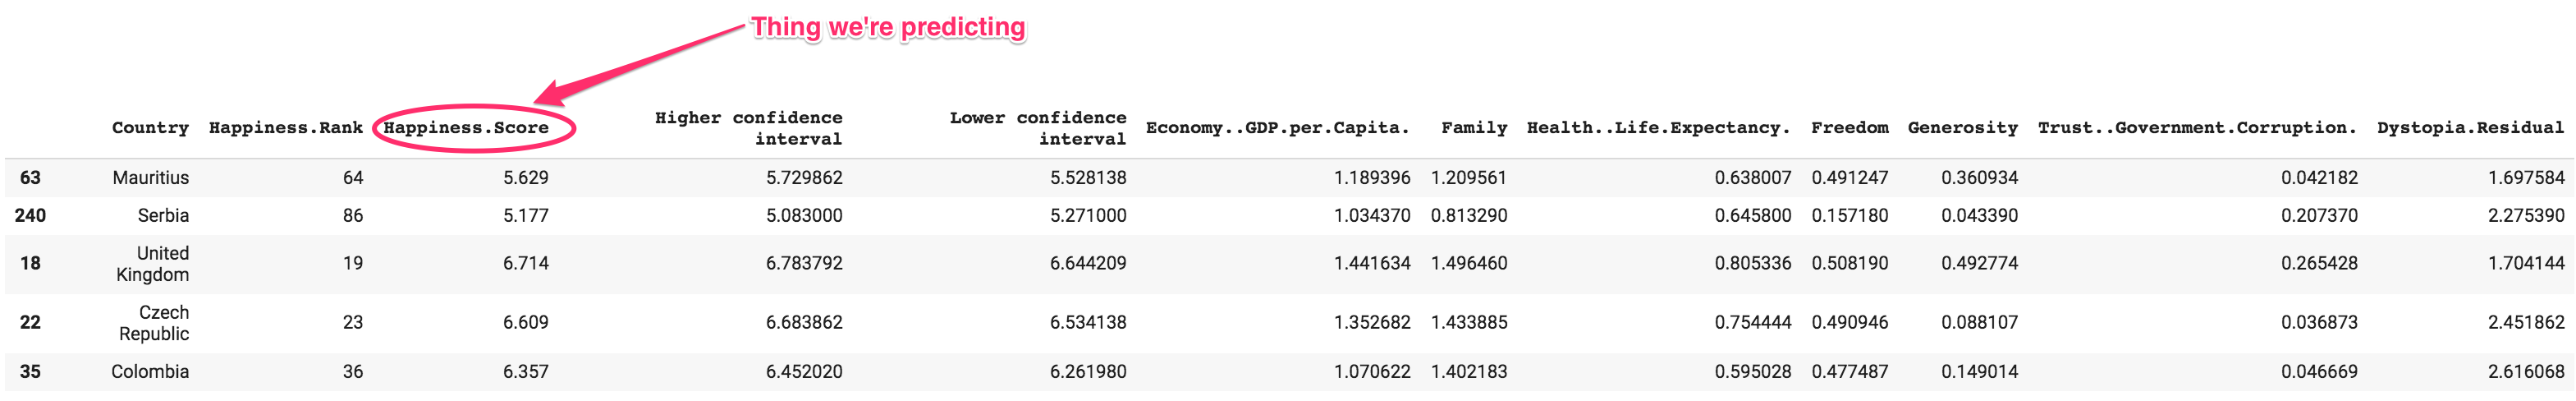 Thing we're predicting
Country Happiness.Rank Happiness.Score Higher confidence interval Lower confidence interval Economy..GDP.per.Capita. Family Health..Life.Expectancy. Freedom Generosity Trust..Government.Corruption. Dystopia.Residual
63 Mauritius 64 5.629 5.729862 5.528138 1.189396 1.209561 0.638007 0.491247 0.360934 0.042182 1.697584
240 Serbia 86 5.177 5.083000 5.271000 1.034370 0.813290 0.645800 0.157180 0.043390 0.207370 2.275390
18 United Kingdom 19 6.714 6.783792 6.644209 1.441634 1.496460 0.805336 0.508190 0.492774 0.265428 1.704144
22 Czech Republic 23 6.609 6.683862 6.534138 1.352682 1.433885 0.754444 0.490946 0.088107 0.036873 2.451862
35 Colombia 36 6.357 6.452020 6.261980 1.070622 1.402183 0.595028 0.477487 0.149014 0.046669 2.616068